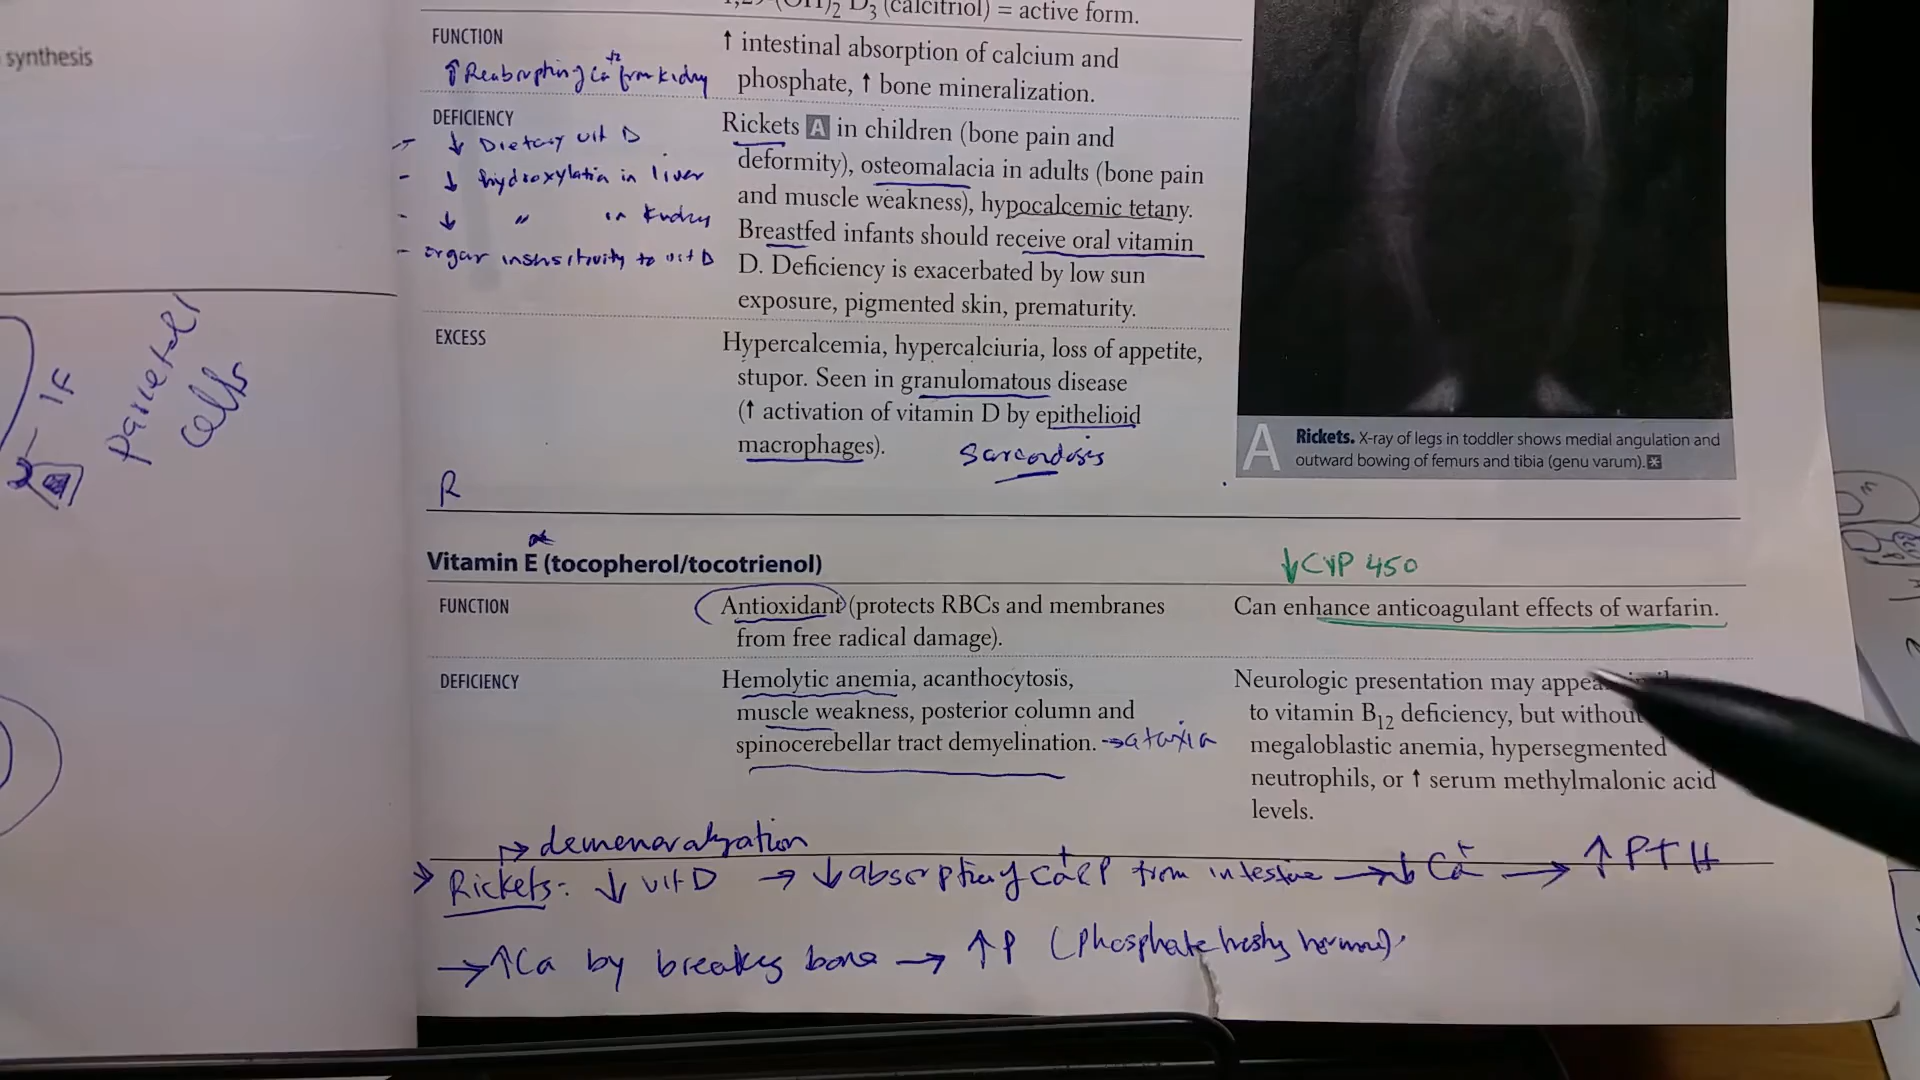 synthesis
IF
cells
1,25-(OH)2 D3 (calcitriol) = active form.
FUNCTION
↑ intestinal absorption of calcium and
phosphate, ↑ bone mineralization.
↑ Reabsorpting Ca+2 from kidney
DEFICIENCY
- ↓ Dietary vit D
- ↓ hydroxylatia in liver
- ↓ " in kidney
- organ insensitivity to vit D
Rickets A in children (bone pain and
deformity), osteomalacia in adults (bone pain
and muscle weakness), hypocalcemic tetany.
Breastfed infants should receive oral vitamin
D. Deficiency is exacerbated by low sun
exposure, pigmented skin, prematurity.
EXCESS
Hypercalcemia, hypercalciuria, loss of appetite,
stupor. Seen in granulomatous disease
(↑ activation of vitamin D by epithelioid
macrophages).
Sarcordosis
R
A Rickets. X-ray of legs in toddler shows medial angulation and
outward bowing of femurs and tibia (genu varum).
Vitamin E (tocopherol/tocotrienol)
↓CYP 450
FUNCTION
Antioxidant (protects RBCs and membranes
from free radical damage).
Can enhance anticoagulant effects of warfarin.
DEFICIENCY
Hemolytic anemia, acanthocytosis,
muscle weakness, posterior column and
spinocerebellar tract demyelination. → ataxia
Neurologic presentation may appear
to vitamin B12 deficiency, but without
megaloblastic anemia, hypersegmented
neutrophils, or ↑ serum methylmalonic acid
levels.
→ demenoralyzation
Rickets: ↓ vit D → ↓ absorption of Ca+ & P from intestine → ↓ Ca+ → ↑ PTH
→ ↑Ca by breaking bone → ↑ P (phosphate hormone)